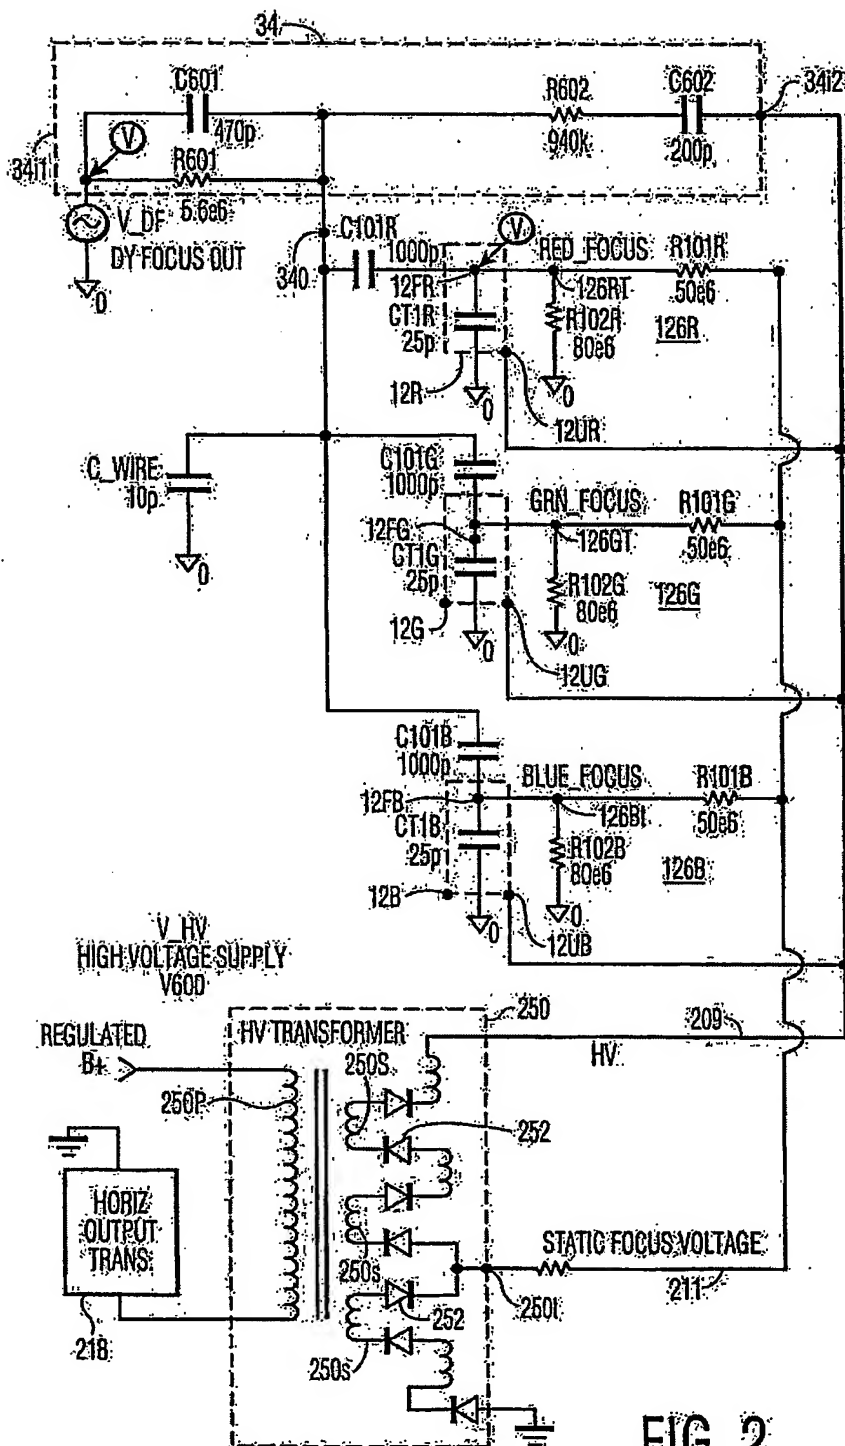 34
C601
470p
R602
940k
C602
200p
34i2
34i1
V
R601
5.6e6
V_DF
DY FOCUS OUT
0
340
C101R
1000p
V
RED_FOCUS
R101R
50e6
12FR
126RT
CT1R
25p
R102R
80e6
126R
12R
0
0
12UR
C_WIRE
10p
0
C101G
1000p
GRN_FOCUS
R101G
50e6
12FG
126GT
CT1G
25p
R102G
80e6
126G
12G
0
0
12UG
C101B
1000p
BLUE_FOCUS
R101B
50e6
12FB
126Bt
CT1B
25p
R102B
80e6
126B
12B
0
0
12UB
V_HV
HIGH VOLTAGE SUPPLY
V60D
250
209
REGULATED
B+
HV TRANSFORMER
HV
250S
250P
252
HORIZ
OUTPUT
TRANS.
STATIC FOCUS VOLTAGE
250s
252
250t
211
218
250s
FIG. 2